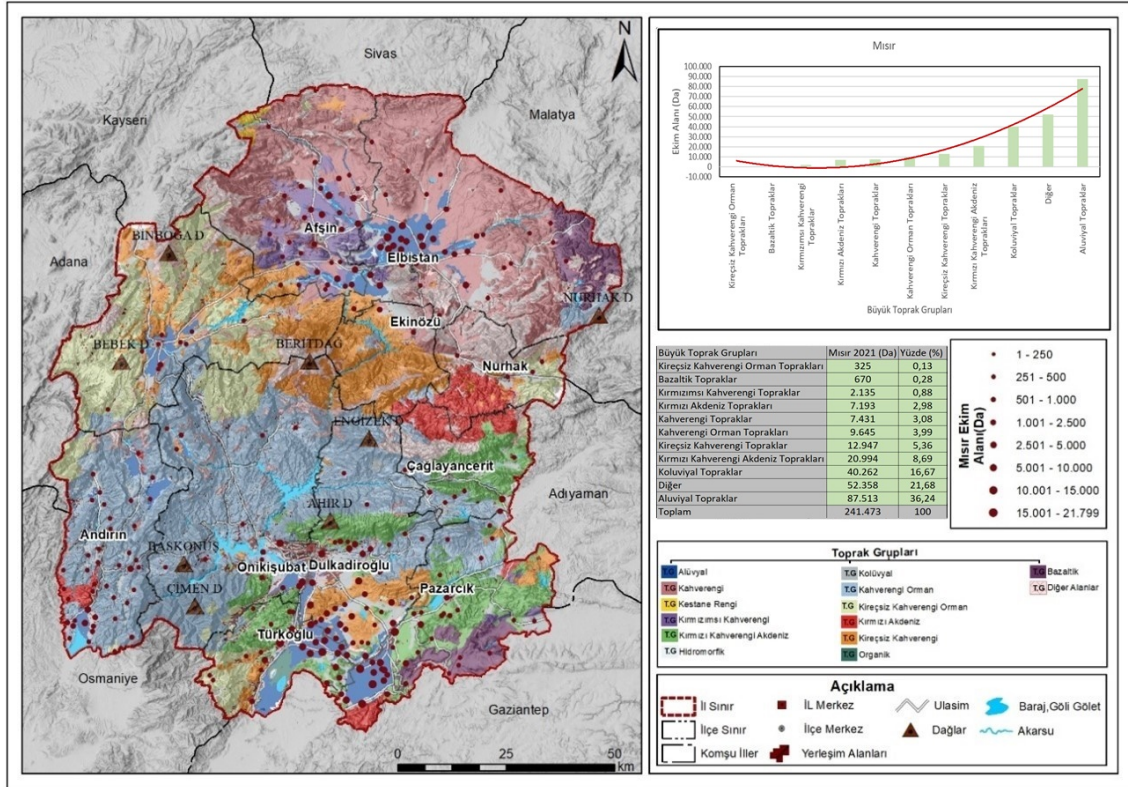 Sivas
N
Kayseri
Malatya
Adana
Afşin
Elbistan
BİNBOGA D
Ekinözü
NURHAK D
BEBEK D
BERİTDAĞ
Nurhak
ENGİZEK D
Çağlayancerit
Adıyaman
AHIR D
Andırın
BAŞKONUŞ
Onikişubat
Dulkadiroğlu
ÇİMEN D
Pazarcık
Türkoğlu
Osmaniye
Gaziantep
0 25 50
km
Mısır
Ekim Alanı (Da)
100.000
90.000
80.000
70.000
60.000
50.000
40.000
30.000
20.000
10.000
0
-10.000
Kireçsiz Kahverengi Orman
Toprakları
Bazaltik Topraklar
Kırmızımsı Kahverengi
Topraklar
Kırmızı Akdeniz Toprakları
Kahverengi Topraklar
Kahverengi Orman Toprakları
Kireçsiz Kahverengi Topraklar
Kırmızı Kahverengi Akdeniz
Toprakları
Koluviyal Topraklar
Diğer
Aluviyal Topraklar
Büyük Toprak Grupları
Büyük Toprak Grupları Mısır 2021 (Da) Yüzde (%)
Kireçsiz Kahverengi Orman Toprakları 325 0,13
Bazaltik Topraklar 670 0,28
Kırmızımsı Kahverengi Topraklar 2.135 0,88
Kırmızı Akdeniz Toprakları 7.193 2,98
Kahverengi Topraklar 7.431 3,08
Kahverengi Orman Toprakları 9.645 3,99
Kireçsiz Kahverengi Topraklar 12.947 5,36
Kırmızı Kahverengi Akdeniz Toprakları 20.994 8,69
Koluviyal Topraklar 40.262 16,67
Diğer 52.358 21,68
Aluviyal Topraklar 87.513 36,24
Toplam 241.473 100
Mısır Ekim
Alanı(Da)
1 - 250
251 - 500
501 - 1.000
1.001 - 2.500
2.501 - 5.000
5.001 - 10.000
10.001 - 15.000
15.001 - 21.799
Toprak Grupları
T.G Alüvyal
T.G Kahverengi
T.G Kestane Rengi
T.G Kırmızımsı Kahverengi
T.G Kırmızı Kahverengi Akdeniz
T.G Hidromorfik
T.G Kolüvyal
T.G Kahverengi Orman
T.G Kireçsiz Kahverengi Orman
T.G Kırmızı Akdeniz
T.G Kireçsiz Kahverengi
T.G Organik
T.G Bazaltik
T.G Diğer Alanlar
Açıklama
İl Sınır
İlçe Sınır
Komşu İller
İL Merkez
İlçe Merkez
Yerleşim Alanları
Ulasim
Dağlar
Baraj,Göli Gölet
Akarsu